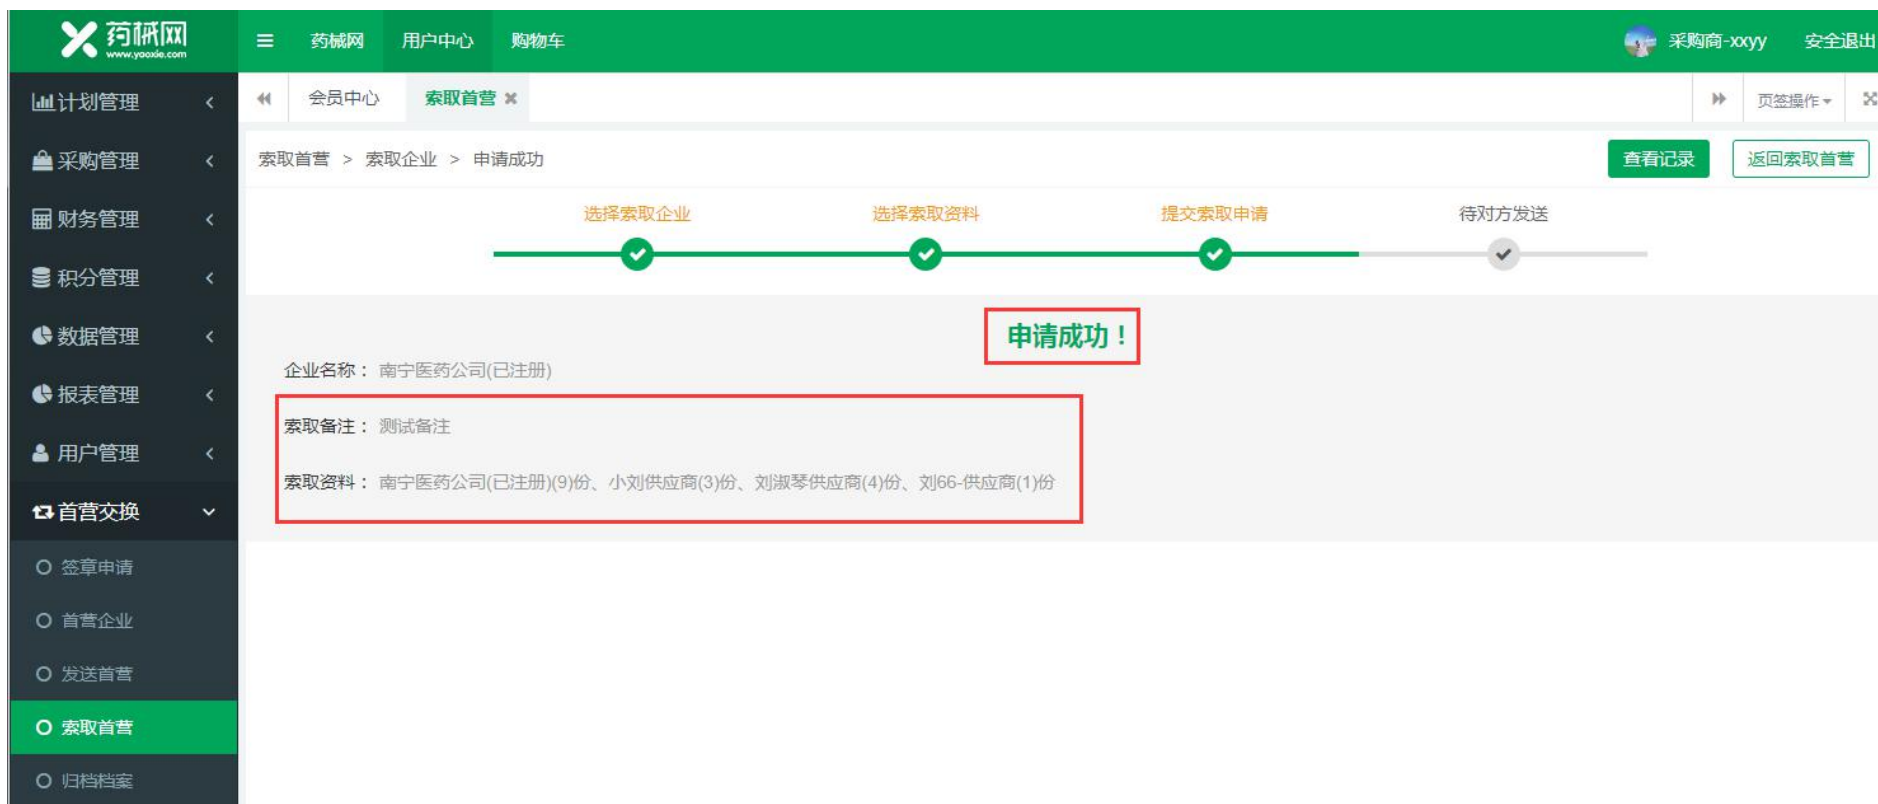 药械网
www.yaoxie.com
药械网 用户中心 购物车 采购商-xxyy 安全退出
会员中心 索取首营 页签操作
索取首营 > 索取企业 > 申请成功 查看记录 返回索取首营
选择索取企业 选择索取资料 提交索取申请 待对方发送
申请成功！
企业名称： 南宁医药公司(已注册)
索取备注： 测试备注
索取资料： 南宁医药公司(已注册)(9)份、小刘供应商(3)份、刘淑琴供应商(4)份、刘66-供应商(1)份
计划管理
采购管理
财务管理
积分管理
数据管理
报表管理
用户管理
首营交换
签章申请
首营企业
发送首营
索取首营
归档档案